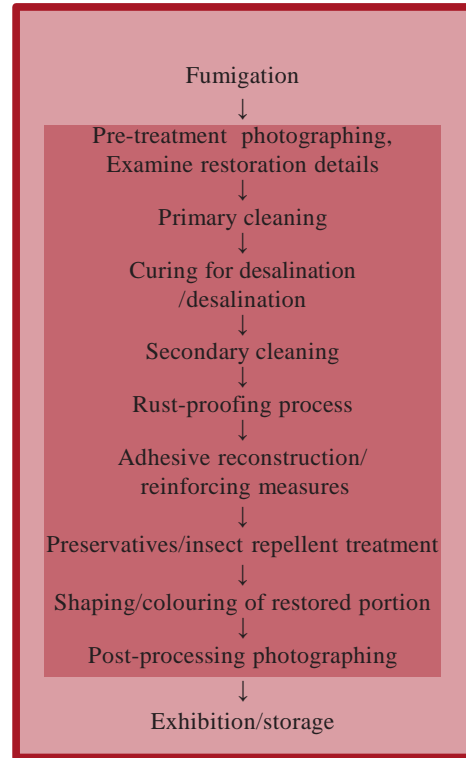 Fumigation
↓
Pre-treatment photographing,
Examine restoration details
↓
Primary cleaning
↓
Curing for desalination
/desalination
↓
Secondary cleaning
↓
Rust-proofing process
↓
Adhesive reconstruction/
reinforcing measures
↓
Preservatives/insect repellent treatment
↓
Shaping/colouring of restored portion
↓
Post-processing photographing
↓
Exhibition/storage